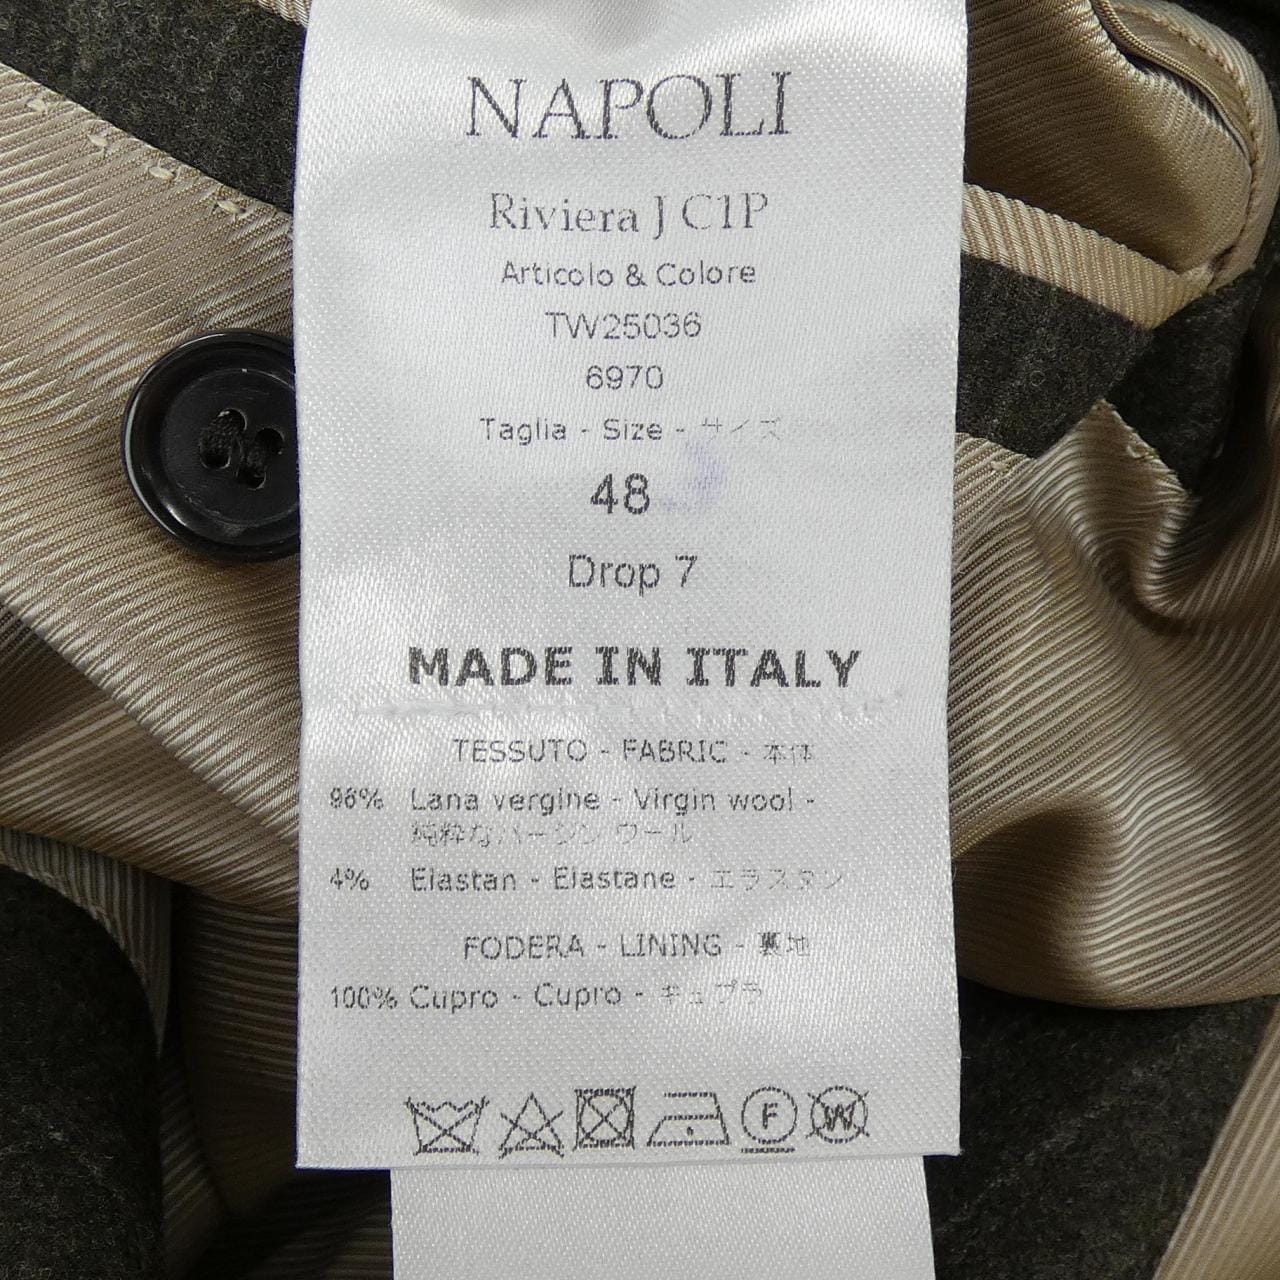 NAPOLI
Riviera J C1P
Articolo & Colore
TW25036
6970
Taglia - Size - サイズ
48
Drop 7
MADE IN ITALY
TESSUTO - FABRIC - 本体
96% Lana vergine - Virgin wool -
純粋なバージン ウール
4% Elastan - Elastane - エラスタン
FODERA - LINING - 裏地
100% Cupro - Cupro - キュプラ
F W